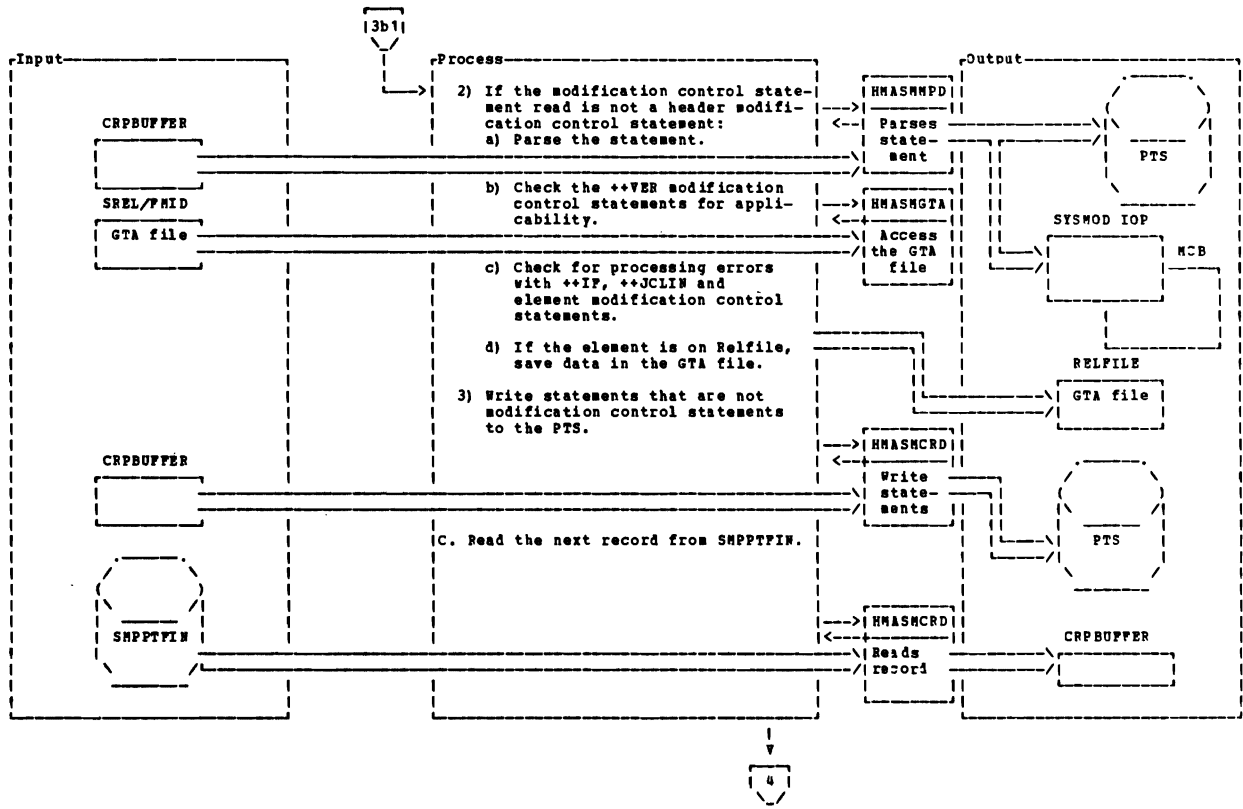 3b1
Input
Process
Output
2) If the modification control state-
ment read is not a header modifi-
cation control statement:
a) Parse the statement.
HMASMMPD
Parses
state-
ment
CRPBUFFER
PTS
b) Check the ++VER modification
control statements for appli-
cability.
HMASMGTA
Access
the GTA
file
SREL/FMID
GTA file
SYSMOD IOP
MCB
c) Check for processing errors
with ++IF, ++JCLIN and
element modification control
statements.
d) If the element is on Relfile,
save data in the GTA file.
RELFILE
GTA file
3) Write statements that are not
modification control statements
to the PTS.
HMASMCRD
Write
state-
ments
CRPBUFFER
PTS
C. Read the next record from SMPPTFIN.
SMPPTFIN
HMASMCRD
Reads
record
CRPBUFFER
4